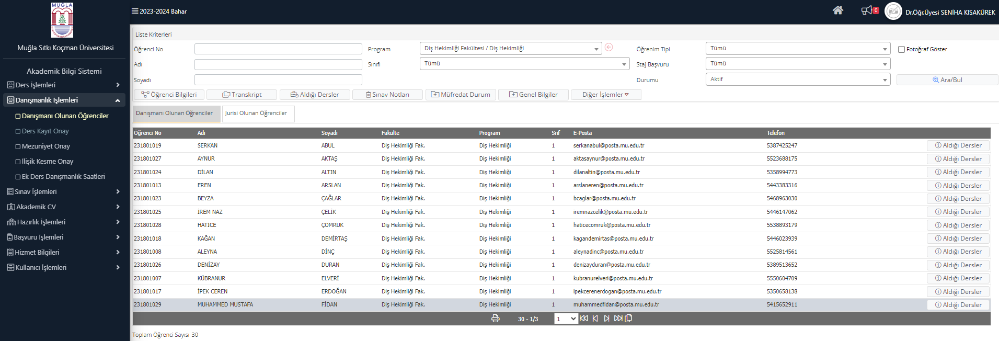 MUĞLA
2023-2024 Bahar
0
Dr.Öğr.Üyesi SENİHA KISAKÜREK
Muğla Sıtkı Koçman Üniversitesi
Akademik Bilgi Sistemi
Ders İşlemleri
Danışmanlık İşlemleri
Danışmanı Olunan Öğrenciler
Ders Kayıt Onay
Mezuniyet Onay
İlişik Kesme Onay
Ek Ders Danışmanlık Saatleri
Sınav İşlemleri
Akademik CV
Hazırlık İşlemleri
Başvuru İşlemleri
Hizmet Bilgileri
Kullanıcı İşlemleri
Liste Kriterleri
Öğrenci No Program Diş Hekimliği Fakültesi / Diş Hekimliği Öğrenim Tipi Tümü Fotoğraf Göster
Adı Sınıfı Tümü Staj Başvuru Tümü
Soyadı Durumu Aktif Ara/Bul
Öğrenci Bilgileri Transkript Aldığı Dersler Sınav Notları Müfredat Durum Genel Bilgiler Diğer İşlemler
Danışmanı Olunan Öğrenciler Jurisi Olunan Öğrenciler
Öğrenci No Adı Soyadı Fakülte Program Snf E-Posta Telefon
231801019 SERKAN ABUL Diş Hekimliği Fak. Diş Hekimliği 1 serkanabul@posta.mu.edu.tr 5387425247 Aldığı Dersler
231801027 AYNUR AKTAŞ Diş Hekimliği Fak. Diş Hekimliği 1 aktasaynur@posta.mu.edu.tr 5523688175 Aldığı Dersler
231801024 DİLAN ALTIN Diş Hekimliği Fak. Diş Hekimliği 1 dilanaltin@posta.mu.edu.tr 5358994773 Aldığı Dersler
231801013 EREN ARSLAN Diş Hekimliği Fak. Diş Hekimliği 1 arslaneren@posta.mu.edu.tr 5443383316 Aldığı Dersler
231801023 BEYZA ÇAĞLAR Diş Hekimliği Fak. Diş Hekimliği 1 bcaglar@posta.mu.edu.tr 5468963030 Aldığı Dersler
231801025 İREM NAZ ÇELİK Diş Hekimliği Fak. Diş Hekimliği 1 iremnazcelik@posta.mu.edu.tr 5446147062 Aldığı Dersler
231801028 HATİCE ÇOMRUK Diş Hekimliği Fak. Diş Hekimliği 1 haticecomruk@posta.mu.edu.tr 5538893179 Aldığı Dersler
231801018 KAĞAN DEMİRTAŞ Diş Hekimliği Fak. Diş Hekimliği 1 kagandemirtas@posta.mu.edu.tr 5446023939 Aldığı Dersler
231801008 ALEYNA DİNÇ Diş Hekimliği Fak. Diş Hekimliği 1 aleynadinc@posta.mu.edu.tr 5525814561 Aldığı Dersler
231801026 DENİZAY DURAN Diş Hekimliği Fak. Diş Hekimliği 1 denizayduran@posta.mu.edu.tr 5389513652 Aldığı Dersler
231801007 KÜBRANUR ELVERİ Diş Hekimliği Fak. Diş Hekimliği 1 kubranurelveri@posta.mu.edu.tr 5550604709 Aldığı Dersler
231801017 İPEK CEREN ERDOĞAN Diş Hekimliği Fak. Diş Hekimliği 1 ipekcerenerdogan@posta.mu.edu.tr 5350658138 Aldığı Dersler
231801029 MUHAMMED MUSTAFA FİDAN Diş Hekimliği Fak. Diş Hekimliği 1 muhammedfidan@posta.mu.edu.tr 5415652911 Aldığı Dersler
30 - 1/3 1
Toplam Öğrenci Sayısı 30